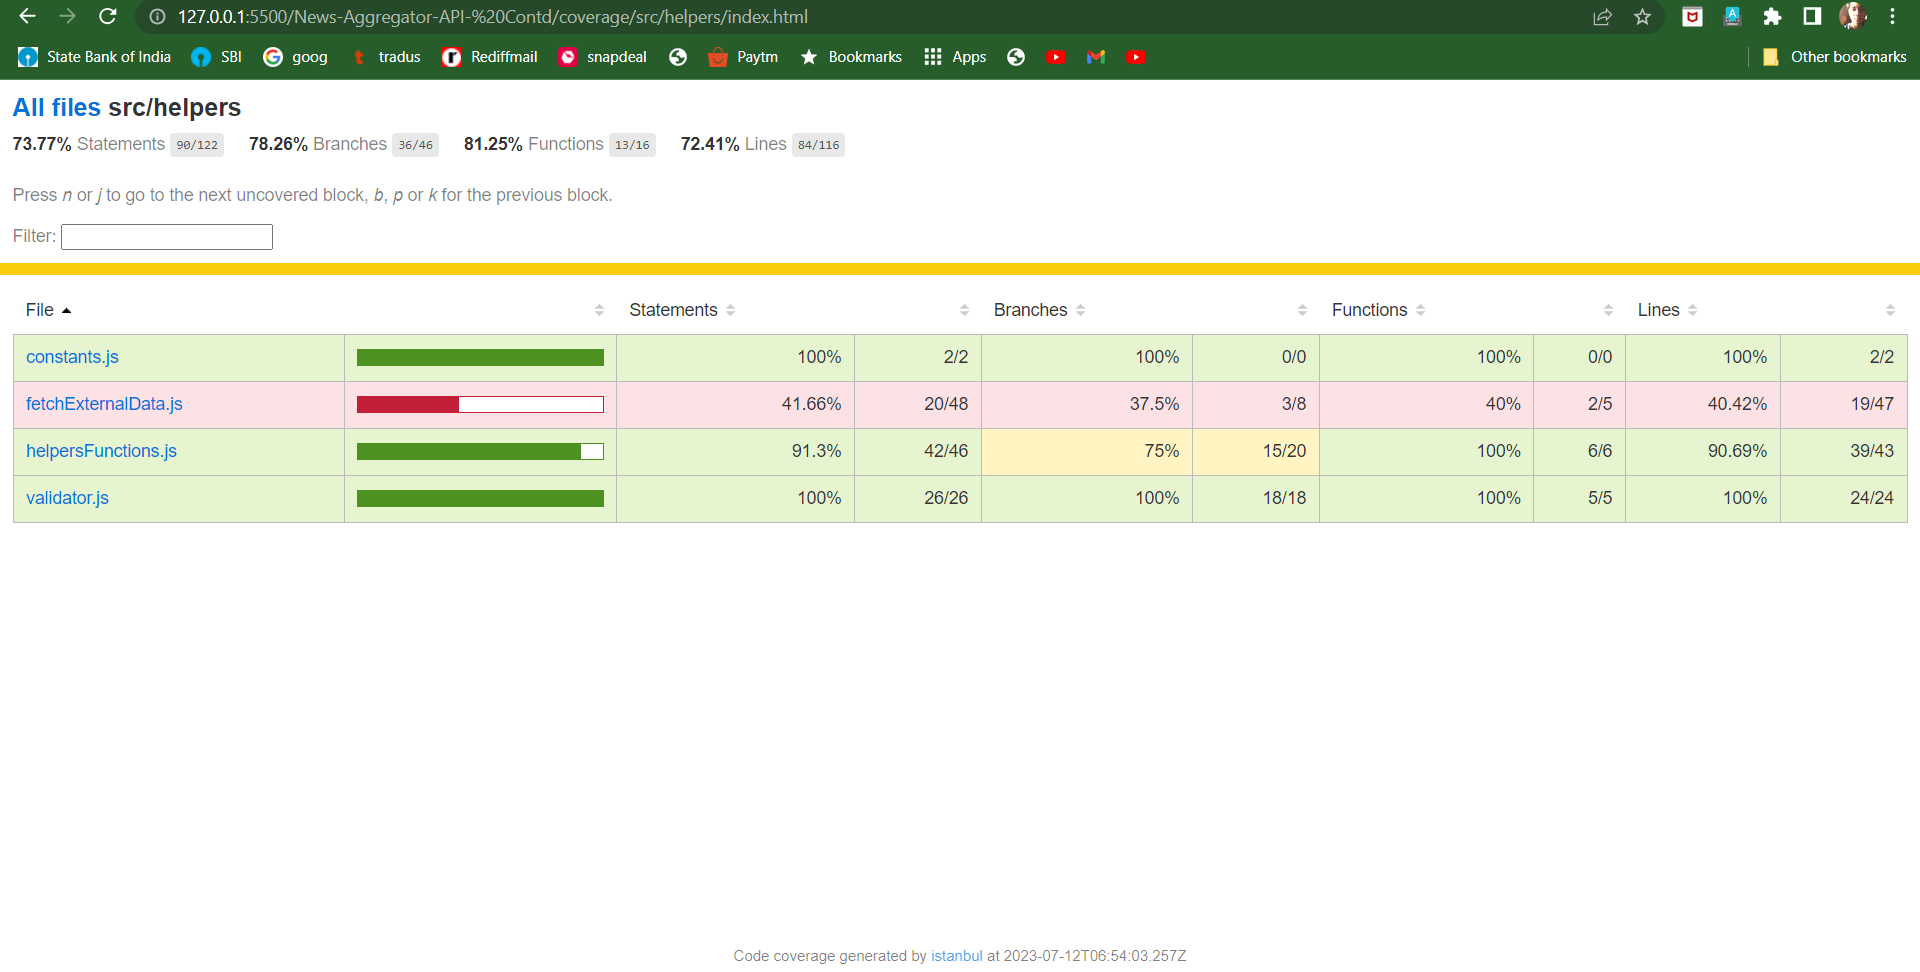 127.0.0.1:5500/News-Aggregator-API-%20Contd/coverage/src/helpers/index.html
State Bank of India SBI goog tradus Rediffmail snapdeal Paytm Bookmarks Apps Other bookmarks
All files src/helpers
73.77% Statements 90/122 78.26% Branches 36/46 81.25% Functions 13/16 72.41% Lines 84/116
Press n or j to go to the next uncovered block, b, p or k for the previous block.
Filter:
File Statements Branches Functions Lines
constants.js 100% 2/2 100% 0/0 100% 0/0 100% 2/2
fetchExternalData.js 41.66% 20/48 37.5% 3/8 40% 2/5 40.42% 19/47
helpersFunctions.js 91.3% 42/46 75% 15/20 100% 6/6 90.69% 39/43
validator.js 100% 26/26 100% 18/18 100% 5/5 100% 24/24
Code coverage generated by istanbul at 2023-07-12T06:54:03.257Z